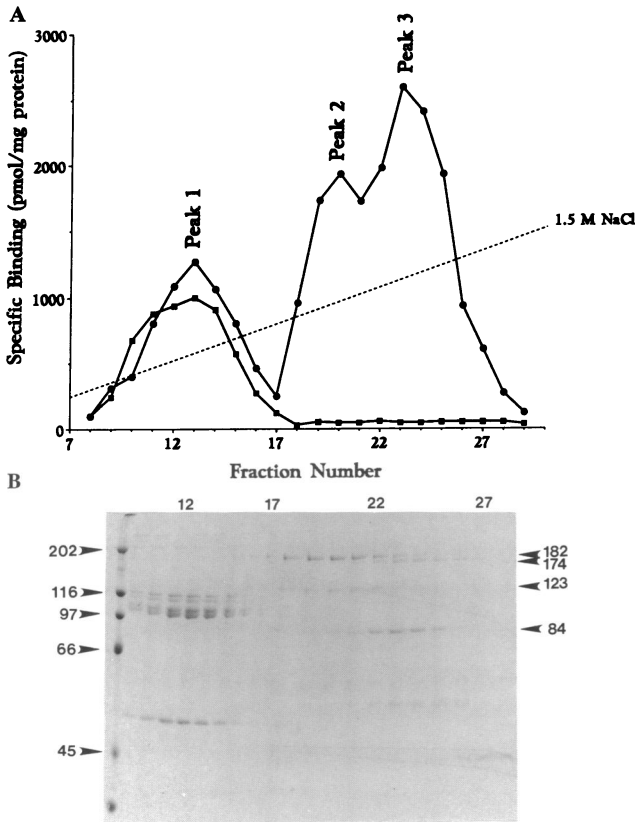 A
Specific Binding (pmol/mg protein)
3000
2000
1000
0
Peak 1
Peak 2
Peak 3
1.5 M NaCl
7 12 17 22 27
Fraction Number
B
12 17 22 27
202
116
97
66
45
182
174
123
84